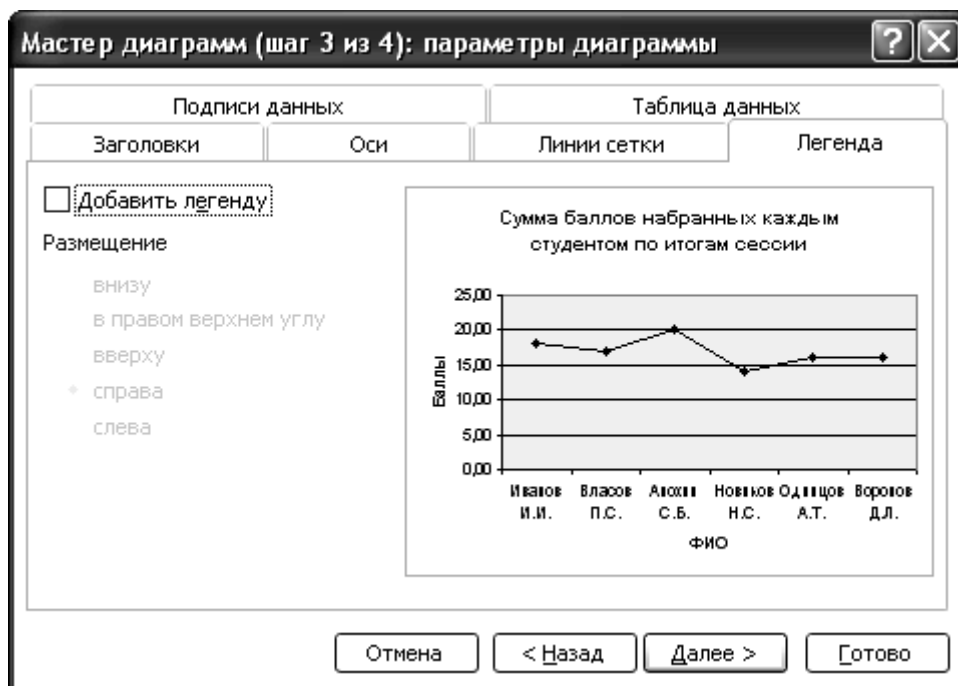 Мастер диаграмм (шаг 3 из 4): параметры диаграммы
Подписи данных
Таблица данных
Заголовки
Оси
Линии сетки
Легенда
Добавить легенду
Размещение
внизу
в правом верхнем углу
вверху
справа
слева
Сумма баллов набранных каждым
студентом по итогам сессии
25,00
20,00
15,00
10,00
5,00
0,00
Баллы
Иванов И.И.
Власов П.С.
С.Б.
Новиков Н.С.
Одинцов А.Т.
Воронов Д.Л.
ФИО
Отмена
< Назад
Далее >
Готово